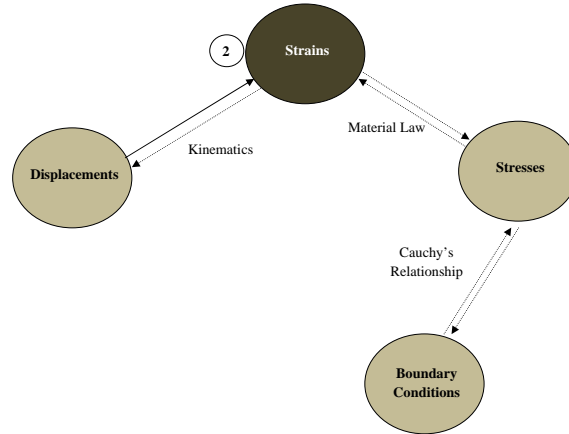 2
Strains
Material Law
Kinematics
Displacements
Stresses
Cauchy's
Relationship
Boundary
Conditions